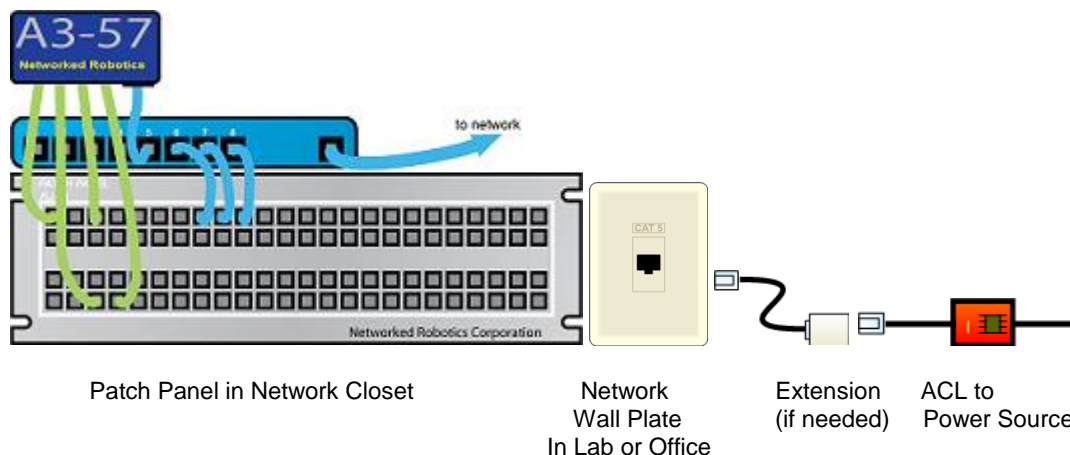 A3-57
Networked Robotics
5 6 7 8
to network
CAT 5
Networked Robotics Corporation
Patch Panel in Network Closet
Network
Wall Plate
In Lab or Office
Extension
(if needed)
ACL to
Power Source